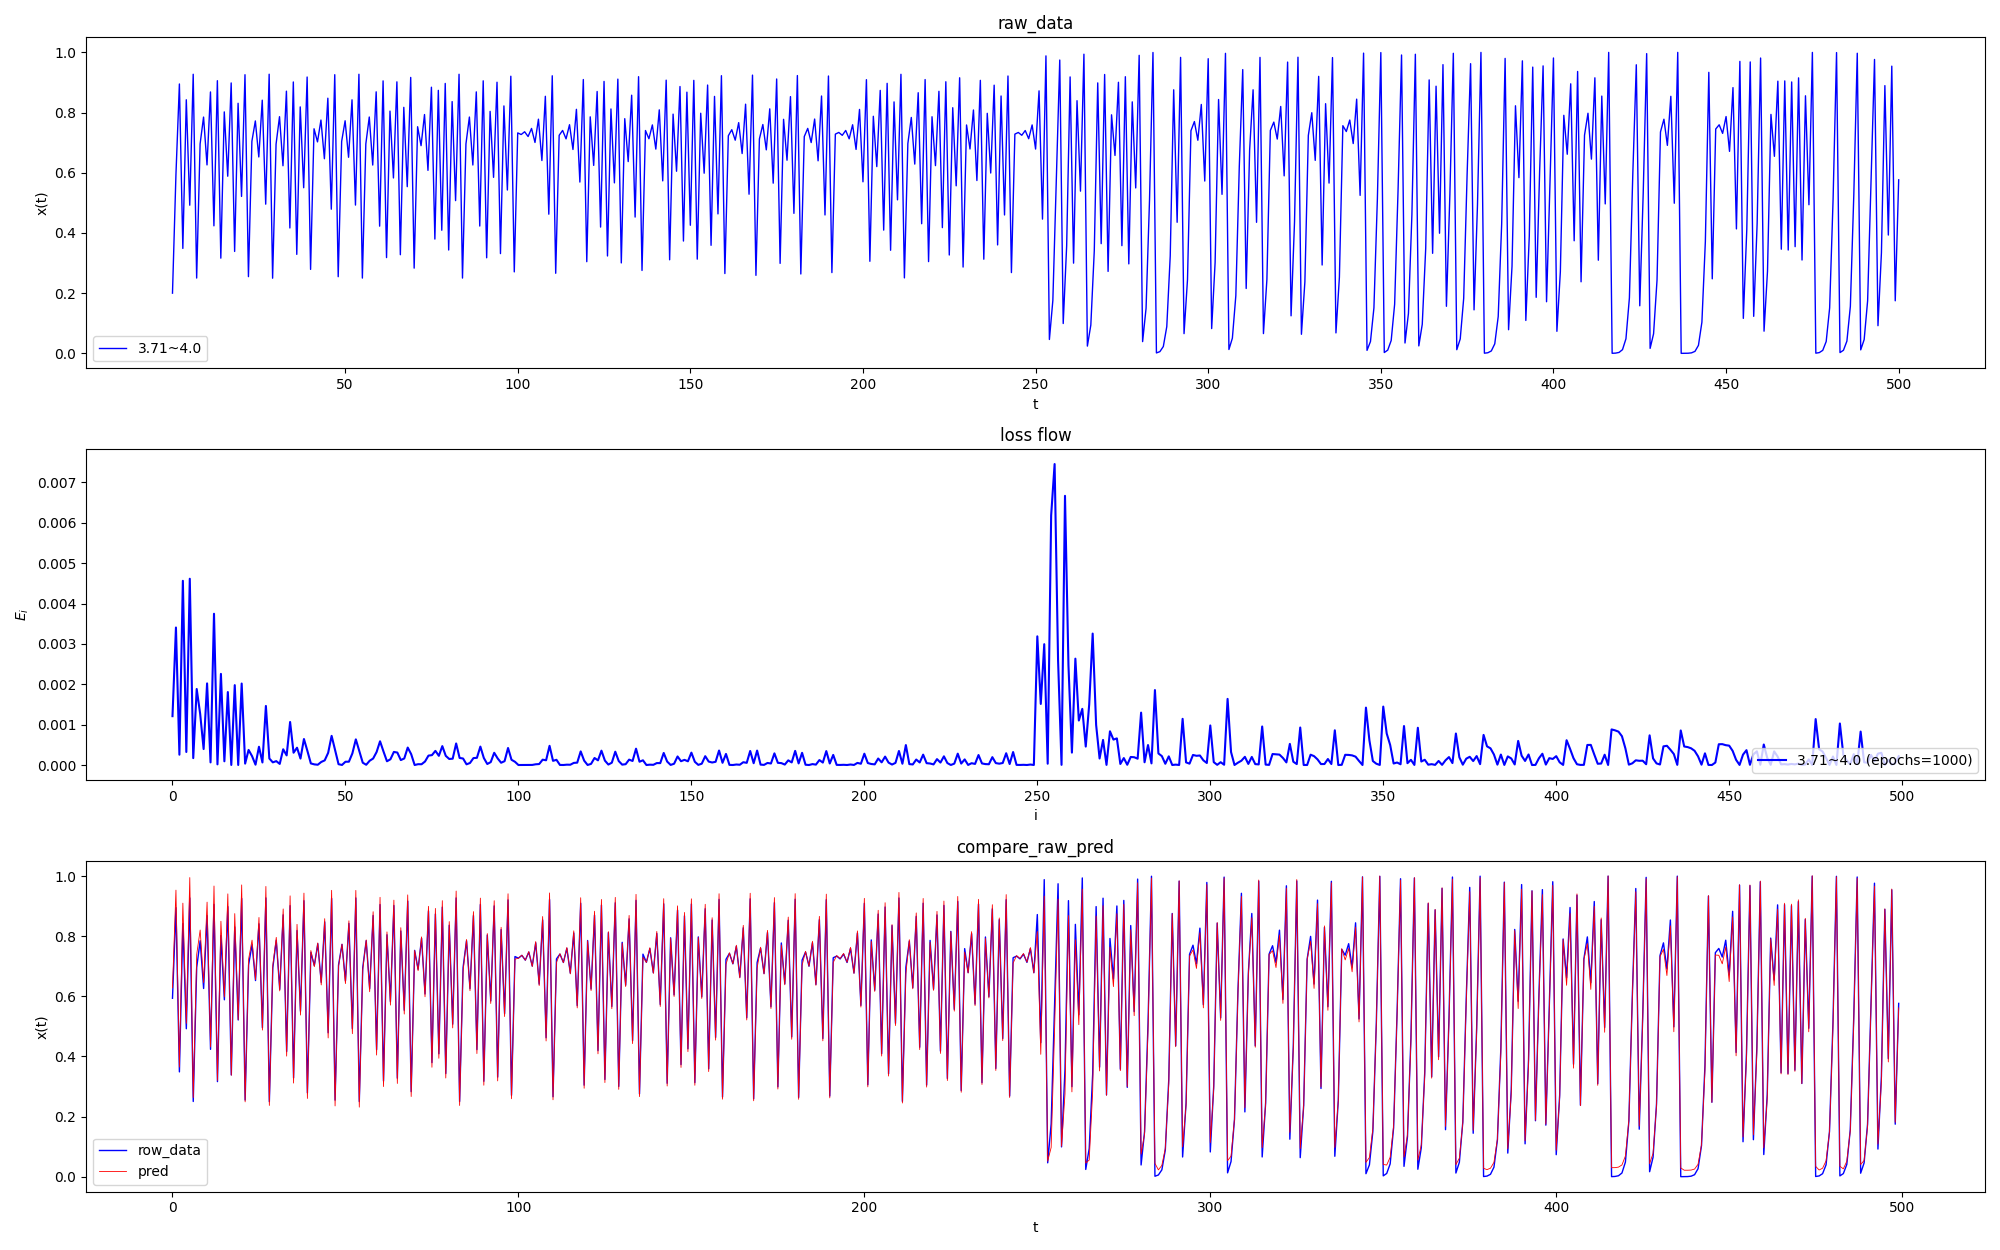 raw_data
1.0
0.8
0.6
0.4
0.2
0.0
x(t)
3.71~4.0
50 100 150 200 250 300 350 400 450 500
t
loss flow
0.007
0.006
0.005
0.004
0.003
0.002
0.001
0.000
E_i
3.71~4.0 (epochs=1000)
0 50 100 150 200 250 300 350 400 450 500
i
compare_raw_pred
1.0
0.8
0.6
0.4
0.2
0.0
x(t)
row_data
pred
0 100 200 300 400 500
t